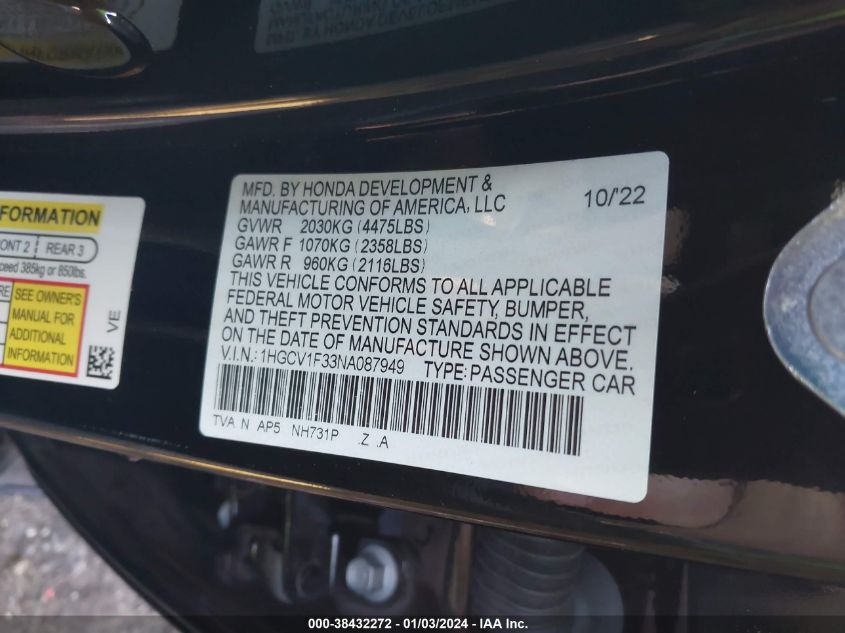 MFD. BY HONDA DEVELOPMENT &
MANUFACTURING OF AMERICA, LLC 10/'22
GVWR 2030KG (4475LBS)
GAWR F 1070KG (2358LBS)
GAWR R 960KG (2116LBS)
THIS VEHICLE CONFORMS TO ALL APPLICABLE
FEDERAL MOTOR VEHICLE SAFETY, BUMPER,
AND THEFT PREVENTION STANDARDS IN EFFECT
ON THE DATE OF MANUFACTURE SHOWN ABOVE.
V.I.N.: 1HGCV1F33NA087949 TYPE: PASSENGER CAR
TVA N AP5 NH731P .Z .A
FORMATION
ONT 2 REAR 3
ceed 385kg or 850lbs.
RE
SEE OWNER'S
MANUAL FOR
ADDITIONAL
INFORMATION
VE
000-38432272 - 01/03/2024 - IAA Inc.